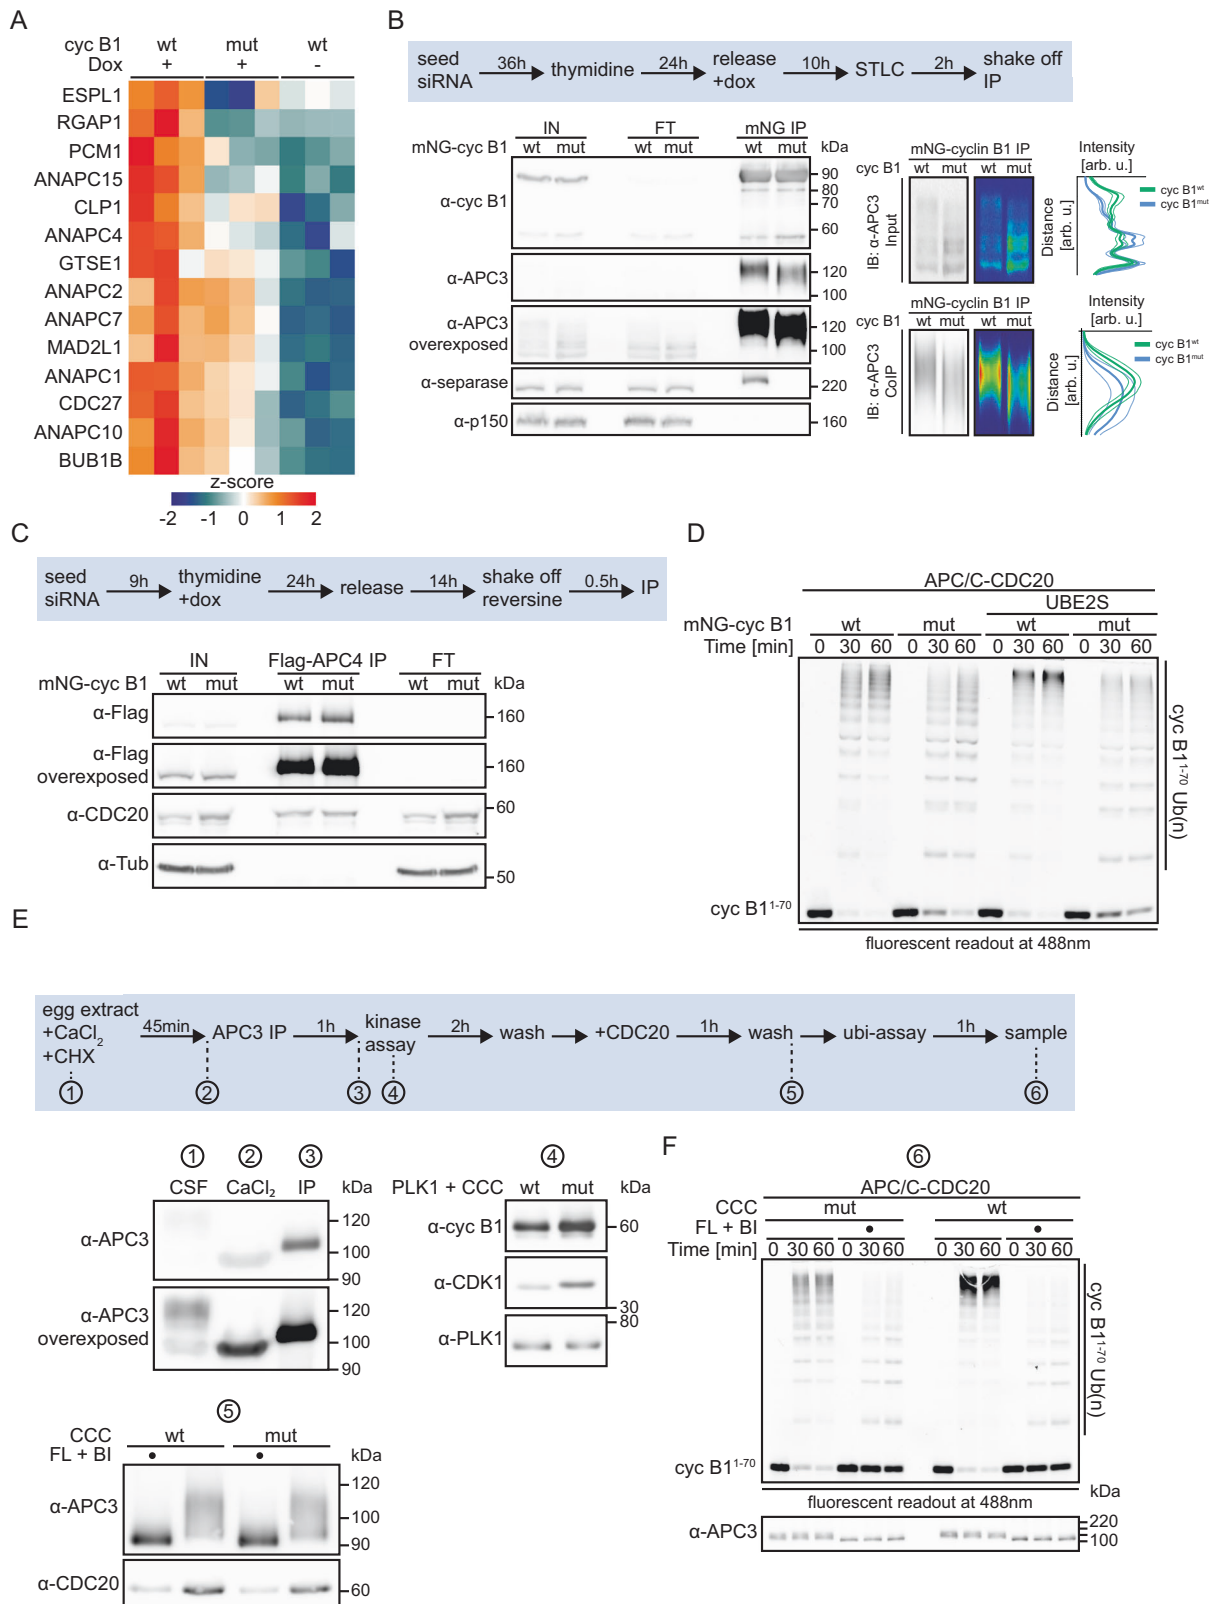 A
cyc B1 wt mut wt
Dox + + -
ESPL1
RGAP1
PCM1
ANAPC15
CLP1
ANAPC4
GTSE1
ANAPC2
ANAPC7
MAD2L1
ANAPC1
CDC27
ANAPC10
BUB1B
z-score
-2 -1 0 1 2
B
seed siRNA 36h thymidine 24h release +dox 10h STLC 2h shake off IP
IN FT mNG IP
mNG-cyc B1 wt mut wt mut wt mut kDa
α-cyc B1 90 80 70 60
α-APC3 120 100
α-APC3 overexposed 120 100
α-separase 220
α-p150 160
mNG-cyclin B1 IP
cyc B1 wt mut wt mut
IB: α-APC3 Input
Intensity [arb. u.]
Distance [arb. u.]
cyc B1wt
cyc B1mut
mNG-cyclin B1 IP
cyc B1 wt mut wt mut
IB: α-APC3 CoIP
Intensity [arb. u.]
Distance [arb. u.]
cyc B1wt
cyc B1mut
C
seed siRNA 9h thymidine +dox 24h release 14h shake off reversine 0.5h IP
IN Flag-APC4 IP FT
mNG-cyc B1 wt mut wt mut wt mut kDa
α-Flag 160
α-Flag overexposed 160
α-CDC20 60
α-Tub 50
D
APC/C-CDC20
UBE2S
mNG-cyc B1 wt mut wt mut
Time [min] 0 30 60 0 30 60 0 30 60 0 30 60
cyc B1¹⁻⁷⁰ Ub(n)
cyc B1¹⁻⁷⁰
fluorescent readout at 488nm
E
egg extract +CaCl₂ +CHX 45min APC3 IP 1h kinase assay 2h wash +CDC20 1h wash ubi-assay 1h sample
① ② ③ ④ ⑤ ⑥
① ② ③
CSF CaCl₂ IP kDa
α-APC3 120 100 90
α-APC3 overexposed 120 100 90
④
PLK1 + CCC wt mut
α-cyc B1 60
α-CDK1 30
α-PLK1 80
⑤
CCC wt mut
FL + BI • • kDa
α-APC3 120 100 90
α-CDC20 60
F
⑥
APC/C-CDC20
CCC mut wt
FL + BI • •
Time [min] 0 30 60 0 30 60 0 30 60 0 30 60
cyc B1¹⁻⁷⁰ Ub(n)
cyc B1¹⁻⁷⁰
fluorescent readout at 488nm
kDa
α-APC3 220 100